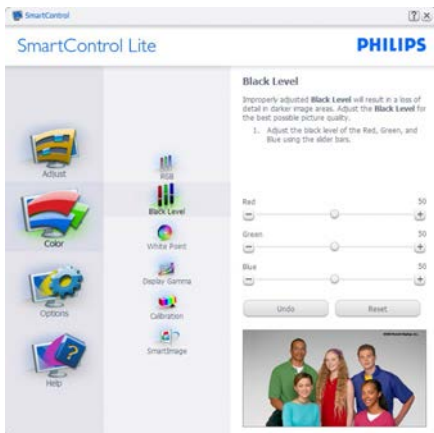 SmartControl
SmartControl Lite
PHILIPS
Adjust
Color
Options
Help
RGB
Black Level
White Point
Display Gamma
Calibration
SmartImage
Black Level
Improperly adjusted Black Level will result in a loss of
detail in darker image areas. Adjust the Black Level for
the best possible picture quality.
1. Adjust the black level of the Red, Green, and
Blue using the slider bars.
Red 50
Green 50
Blue 50
Undo Reset